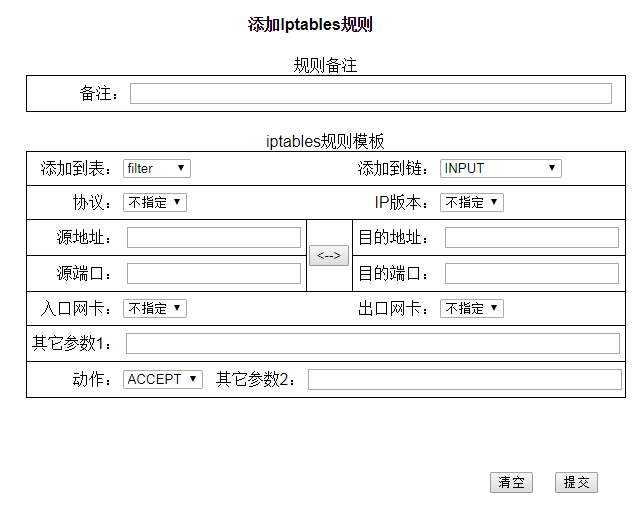 添加Iptables规则
规则备注
备注：
iptables规则模板
添加到表： filter 添加到链： INPUT
协议： 不指定 IP版本： 不指定
源地址： 目的地址：
<-->
源端口： 目的端口：
入口网卡： 不指定 出口网卡： 不指定
其它参数1：
动作： ACCEPT 其它参数2：
清空 提交